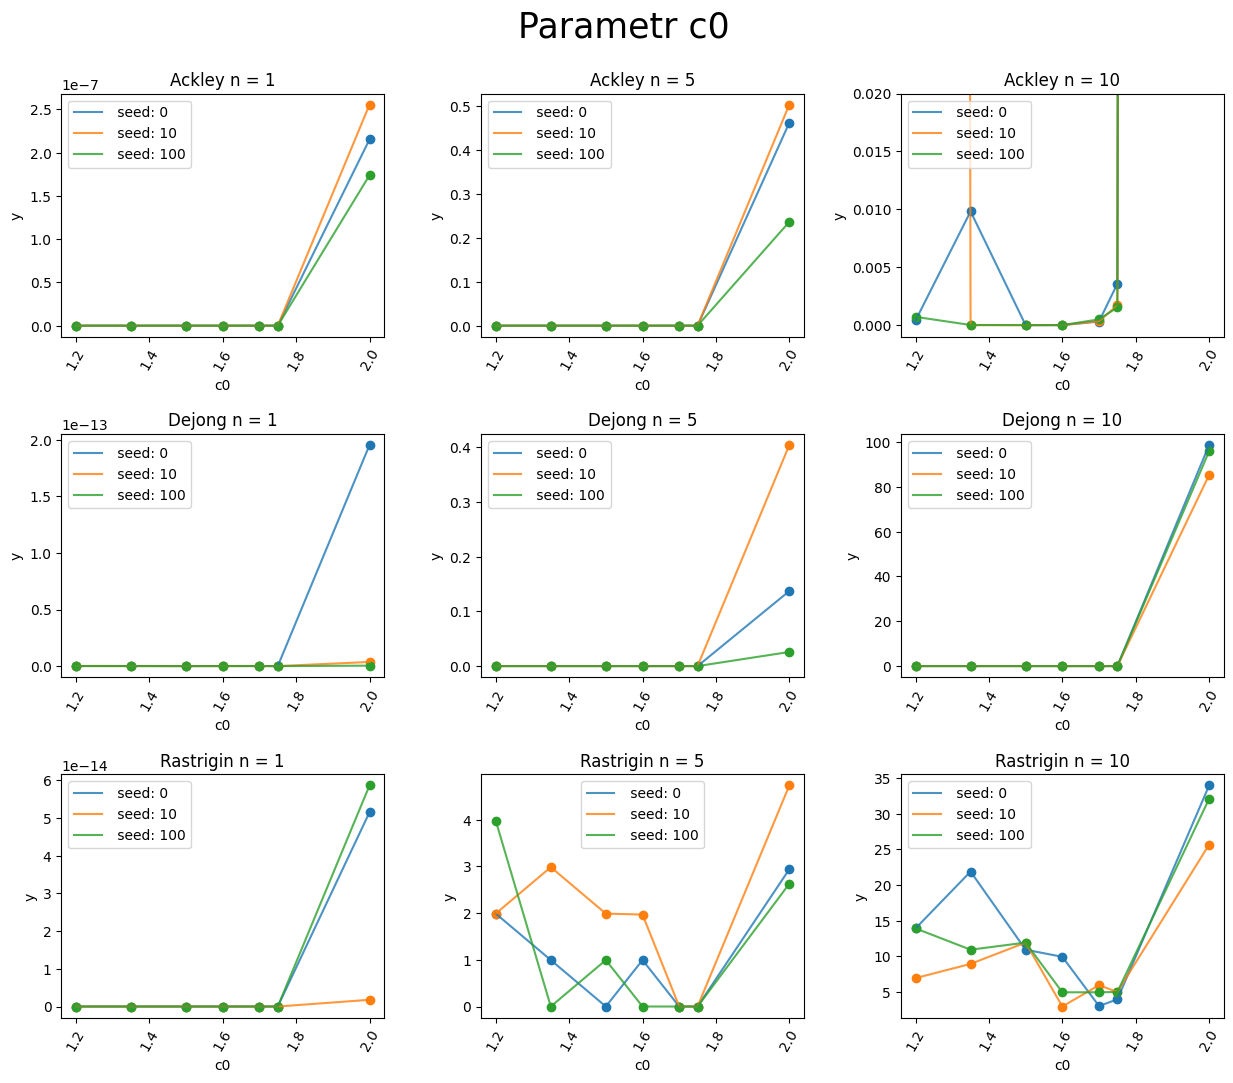 Parametr c0
Ackley n = 1
1e−7
2.5
2.0
1.5
1.0
0.5
0.0
y
seed: 0
seed: 10
seed: 100
1.2
1.4
1.6
1.8
2.0
c0
Ackley n = 5
0.5
0.4
0.3
0.2
0.1
0.0
y
seed: 0
seed: 10
seed: 100
1.2
1.4
1.6
1.8
2.0
c0
Ackley n = 10
0.020
0.015
0.010
0.005
0.000
y
seed: 0
seed: 10
seed: 100
1.2
1.4
1.6
1.8
2.0
c0
Dejong n = 1
1e−13
2.0
1.5
1.0
0.5
0.0
y
seed: 0
seed: 10
seed: 100
1.2
1.4
1.6
1.8
2.0
c0
Dejong n = 5
0.4
0.3
0.2
0.1
0.0
y
seed: 0
seed: 10
seed: 100
1.2
1.4
1.6
1.8
2.0
c0
Dejong n = 10
100
80
60
40
20
0
y
seed: 0
seed: 10
seed: 100
1.2
1.4
1.6
1.8
2.0
c0
Rastrigin n = 1
1e−14
6
5
4
3
2
1
0
y
seed: 0
seed: 10
seed: 100
1.2
1.4
1.6
1.8
2.0
c0
Rastrigin n = 5
4
3
2
1
0
y
seed: 0
seed: 10
seed: 100
1.2
1.4
1.6
1.8
2.0
c0
Rastrigin n = 10
35
30
25
20
15
10
5
y
seed: 0
seed: 10
seed: 100
1.2
1.4
1.6
1.8
2.0
c0